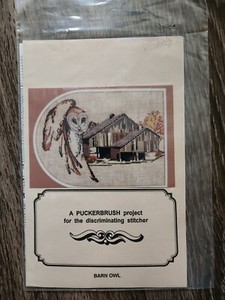 A PUCKERBRUSH project
for the discriminating stitcher
BARN OWL